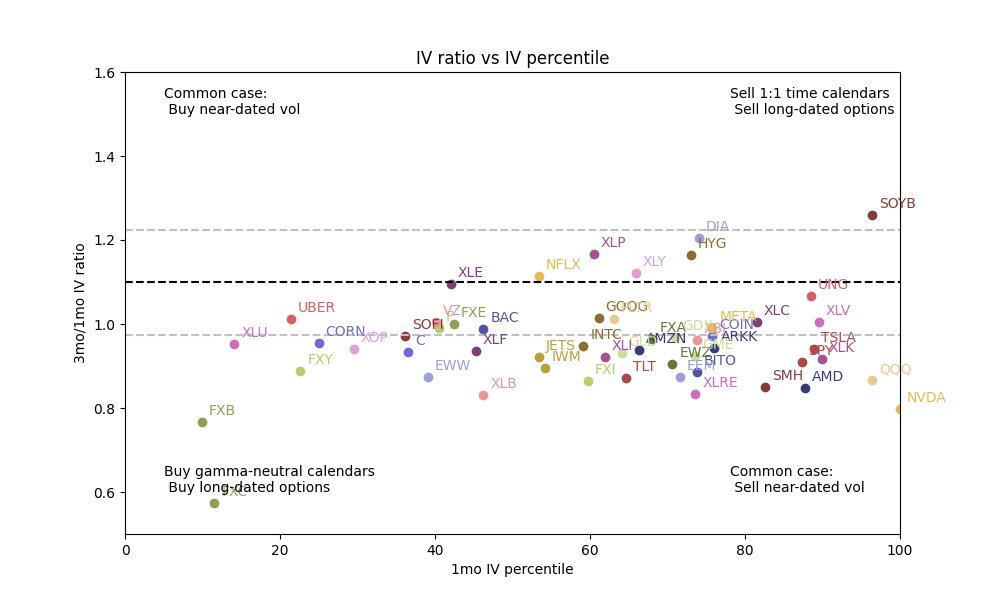 IV ratio vs IV percentile
1.6
Common case:
Buy near-dated vol
Sell 1:1 time calendars
Sell long-dated options
1.4
SOYB
1.2
DIA
HYG
XLP
XLY
NFLX
XLE
UNG
UBER
VZ
FXE
GOOG
META
XLC
XLV
1.0
SOFI
BAC
FXA
GDX
COIN
XLU
CORN
XOP
C
XLF
INTC
AMZN
ARKK
TSLA
JETS
XLI
XLK
FXY
IWM
EWZ
BITO
EWW
FXI
TLT
EEM
SMH
AMD
QQQ
XLB
XLRE
NVDA
0.8
FXB
3mo/1mo IV ratio
Buy gamma-neutral calendars
Buy long-dated options
Common case:
Sell near-dated vol
FXC
0.6
0
20
40
60
80
100
1mo IV percentile